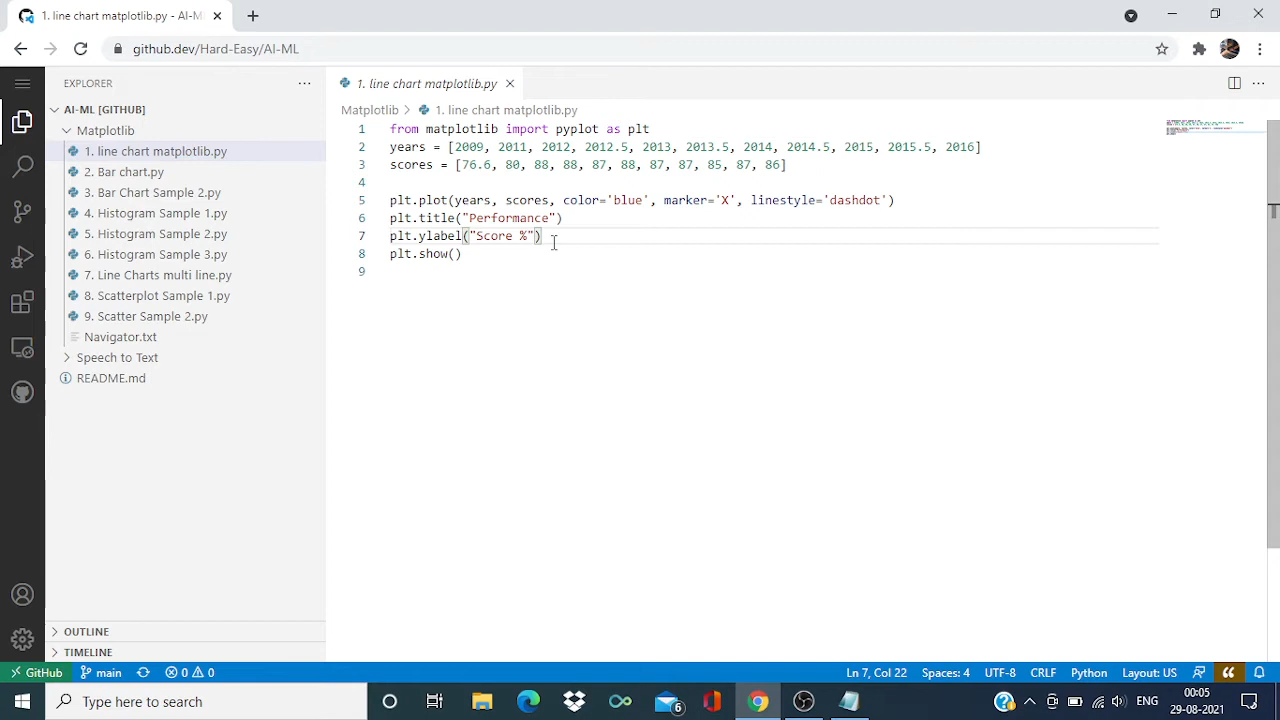 1. line chart matplotlib.py - AI-ML
github.dev/Hard-Easy/AI-ML
EXPLORER
1. line chart matplotlib.py
AI-ML [GITHUB]
Matplotlib
1. line chart matplotlib.py
2. Bar chart.py
3. Bar Chart Sample 2.py
4. Histogram Sample 1.py
5. Histogram Sample 2.py
6. Histogram Sample 3.py
7. Line Charts multi line.py
8. Scatterplot Sample 1.py
9. Scatter Sample 2.py
Navigator.txt
Speech to Text
README.md
OUTLINE
TIMELINE
Matplotlib > 1. line chart matplotlib.py
1 from matplotlib import pyplot as plt
2 years = [2009, 2011, 2012, 2012.5, 2013, 2013.5, 2014, 2014.5, 2015, 2015.5, 2016]
3 scores = [76.6, 80, 88, 88, 87, 88, 87, 87, 85, 87, 86]
4
5 plt.plot(years, scores, color='blue', marker='X', linestyle='dashdot')
6 plt.title("Performance")
7 plt.ylabel("Score %")
8 plt.show()
9
GitHub main 0 0 Ln 7, Col 22 Spaces: 4 UTF-8 CRLF Python Layout: US
Type here to search 6 ENG 00:05
29-08-2021